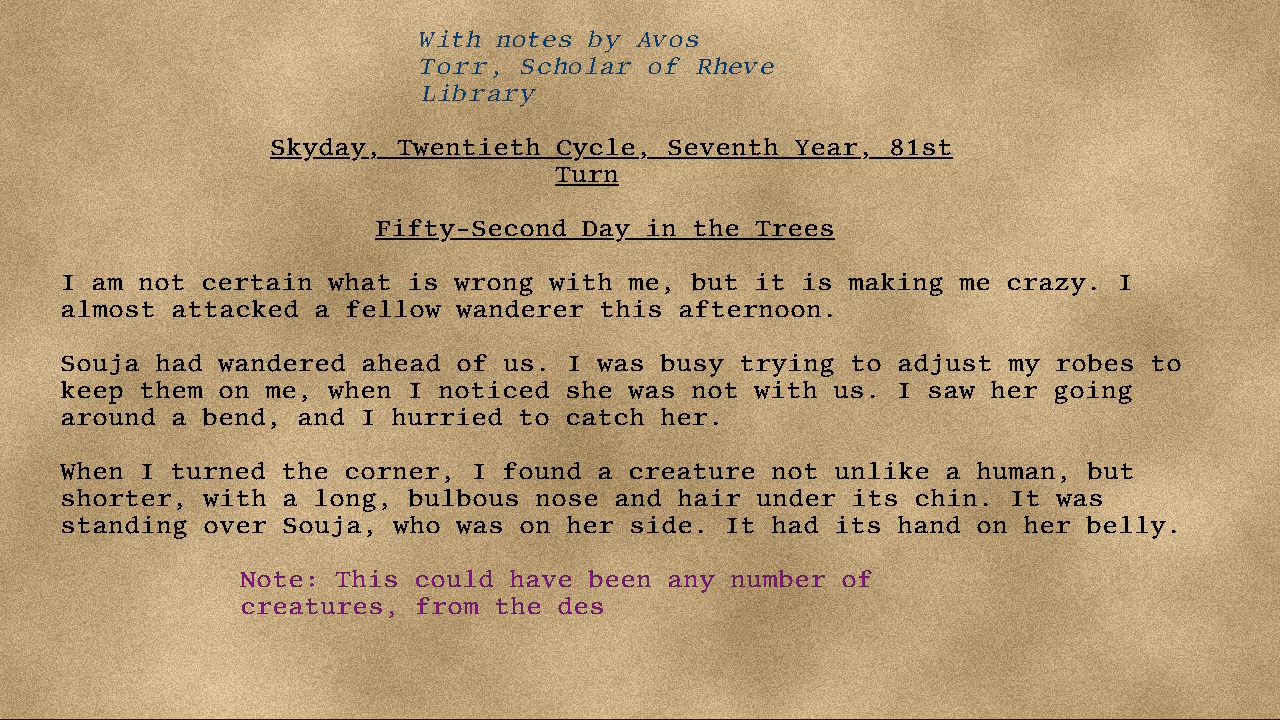 With notes by Avos
Torr, Scholar of Rheve
Library
Skyday, Twentieth Cycle, Seventh Year, 81st
Turn
Fifty-Second Day in the Trees
I am not certain what is wrong with me, but it is making me crazy. I
almost attacked a fellow wanderer this afternoon.
Souja had wandered ahead of us. I was busy trying to adjust my robes to
keep them on me, when I noticed she was not with us. I saw her going
around a bend, and I hurried to catch her.
When I turned the corner, I found a creature not unlike a human, but
shorter, with a long, bulbous nose and hair under its chin. It was
standing over Souja, who was on her side. It had its hand on her belly.
Note: This could have been any number of
creatures, from the des